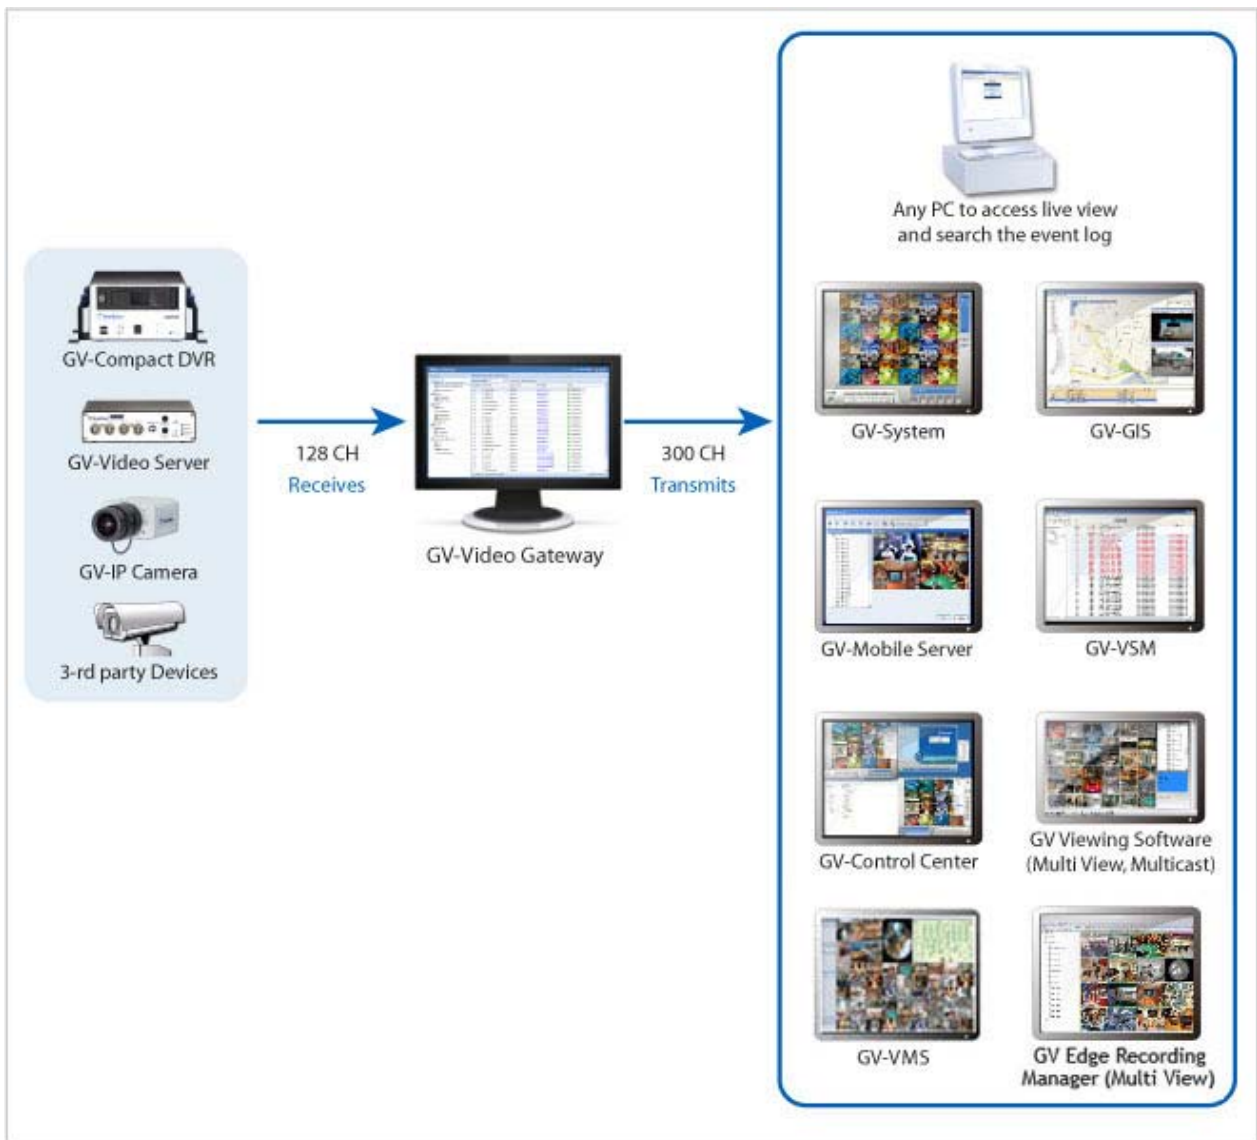 Any PC to access live view
and search the event log
GV-Compact DVR
GV-Video Server
GV-IP Camera
3-rd party Devices
128 CH
Receives
GV-Video Gateway
300 CH
Transmits
GV-System
GV-GIS
GV-Mobile Server
GV-VSM
GV-Control Center
GV Viewing Software
(Multi View, Multicast)
GV-VMS
GV Edge Recording
Manager (Multi View)